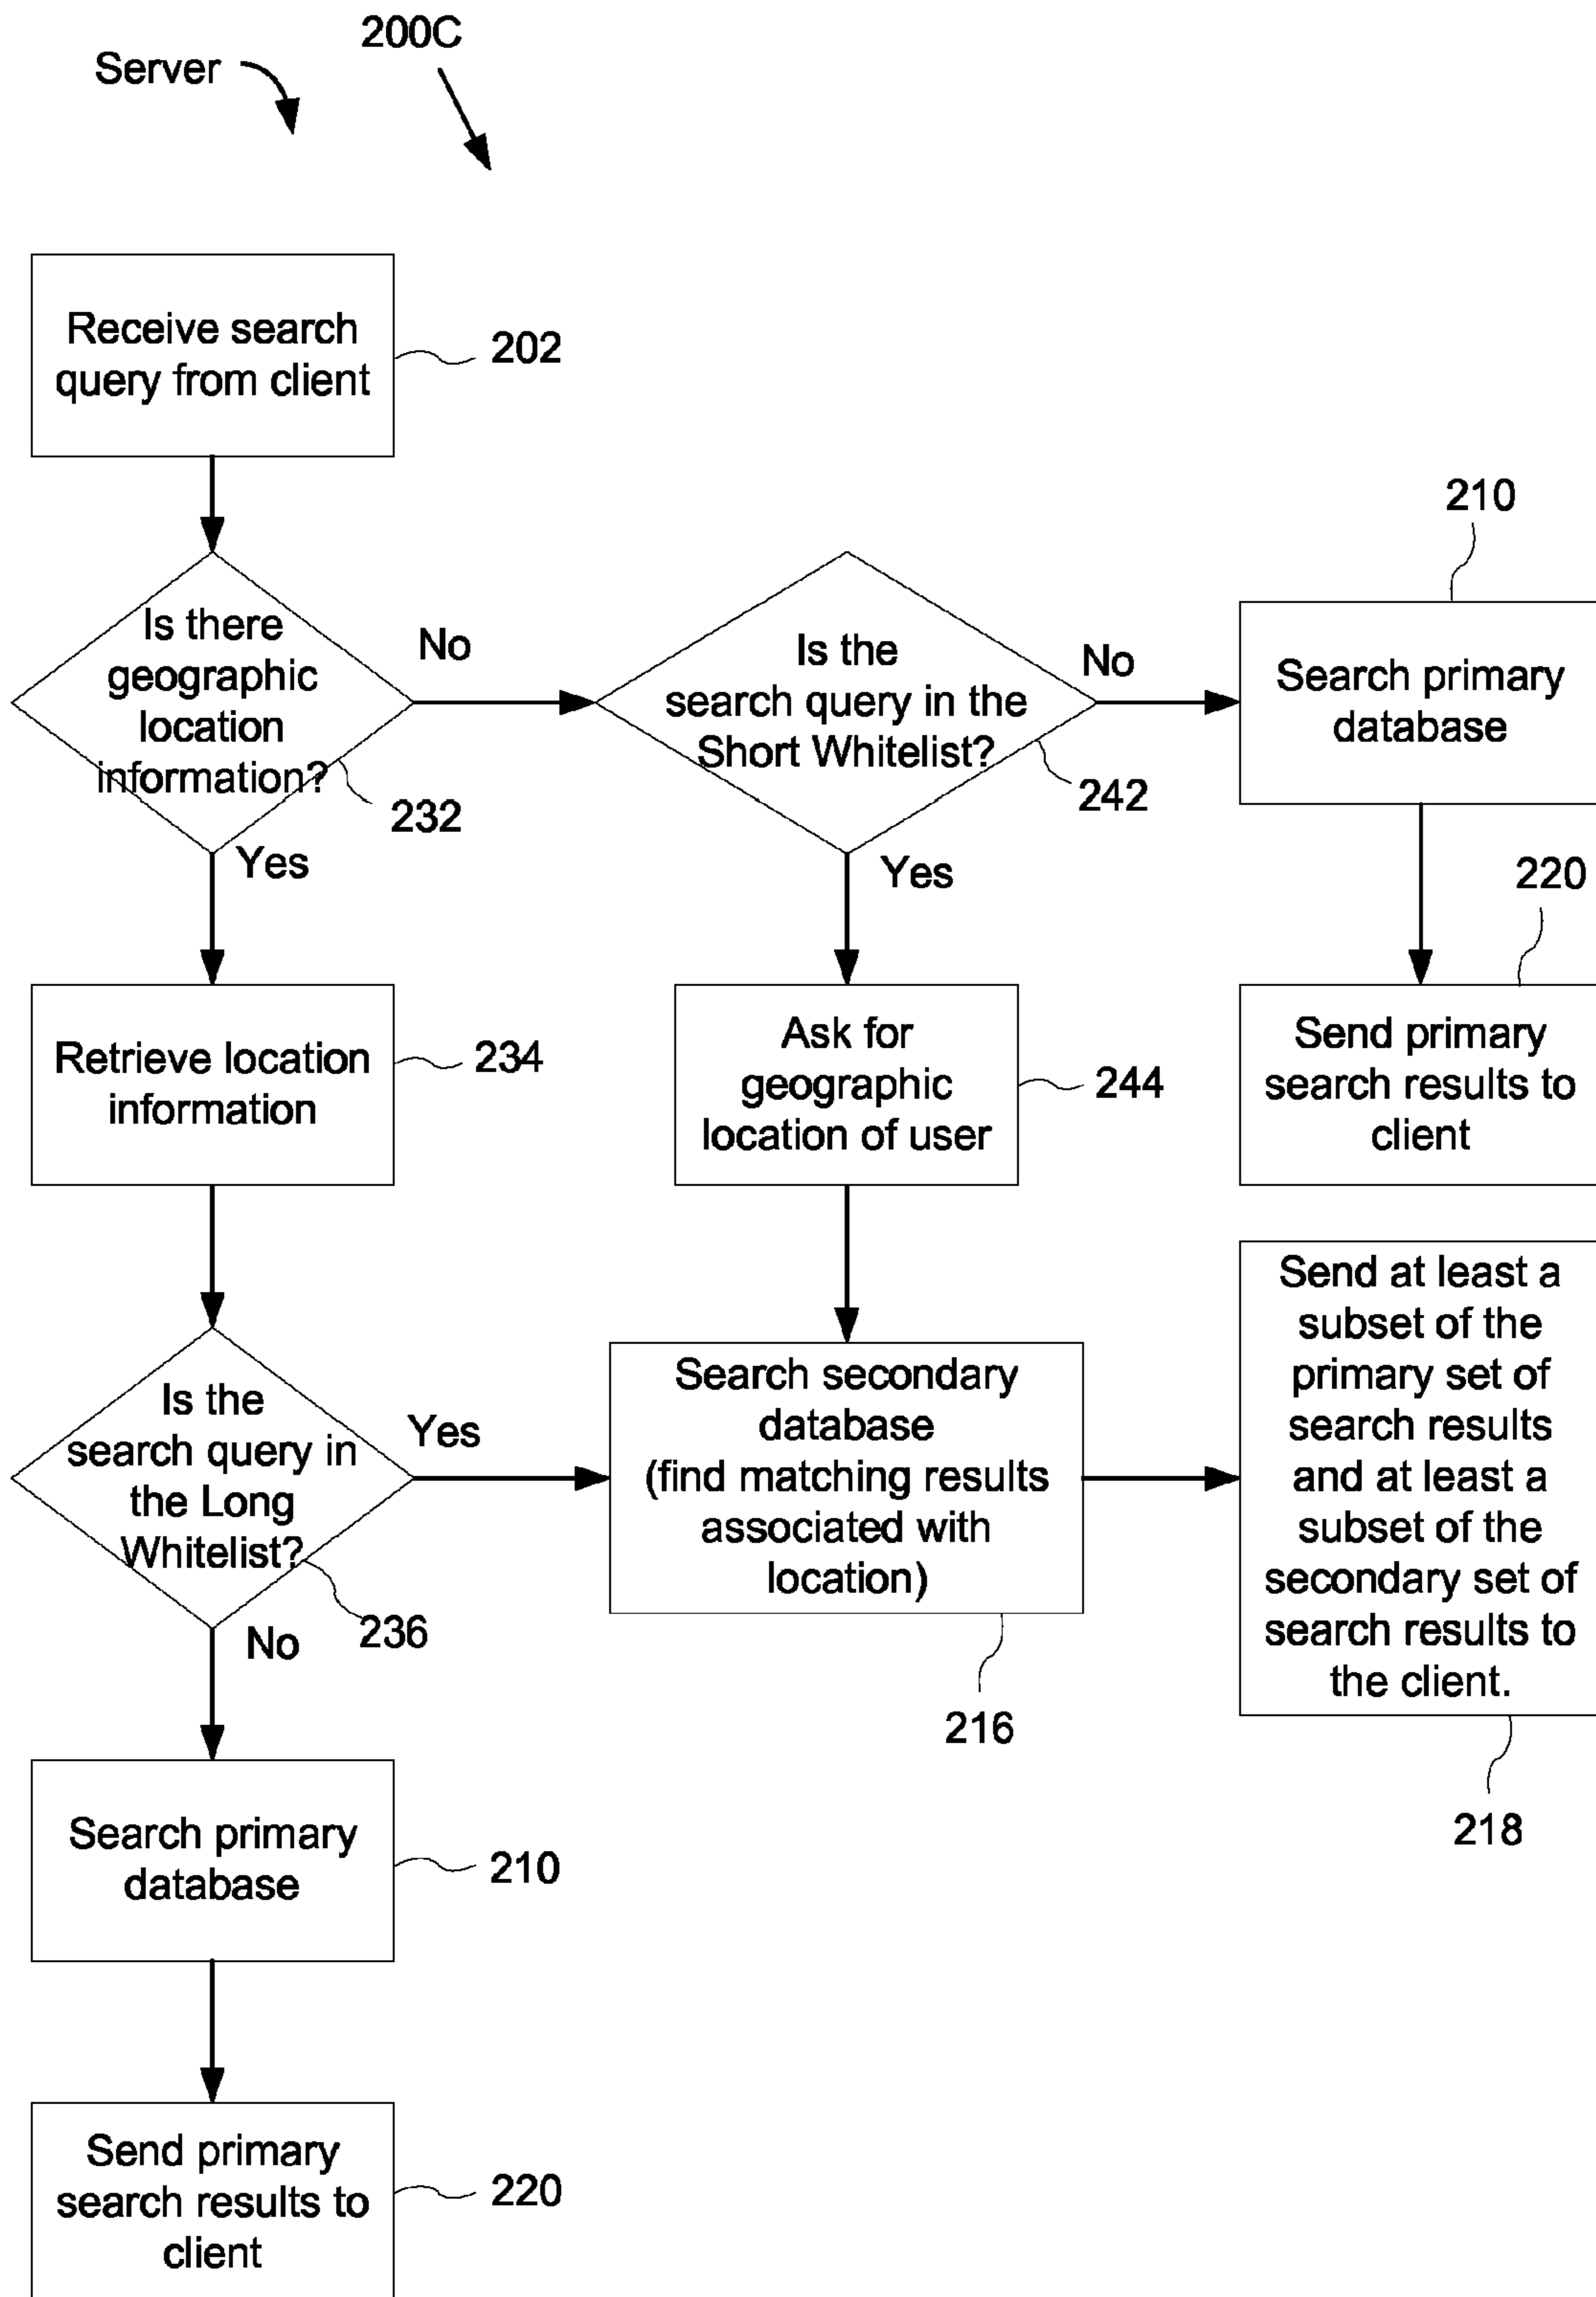 200C
Server
Receive search
query from client
202
Is there
geographic
location
information?
232
No
Yes
Is the
search query in the
Short Whitelist?
242
No
Yes
210
Search primary
database
220
Send primary
search results to
client
Retrieve location
information
234
Ask for
geographic
location of user
244
Is the
search query in
the Long
Whitelist?
236
Yes
No
Search secondary
database
(find matching results
associated with
location)
216
Send at least a
subset of the
primary set of
search results
and at least a
subset of the
secondary set of
search results to
the client.
218
Search primary
database
210
Send primary
search results to
client
220